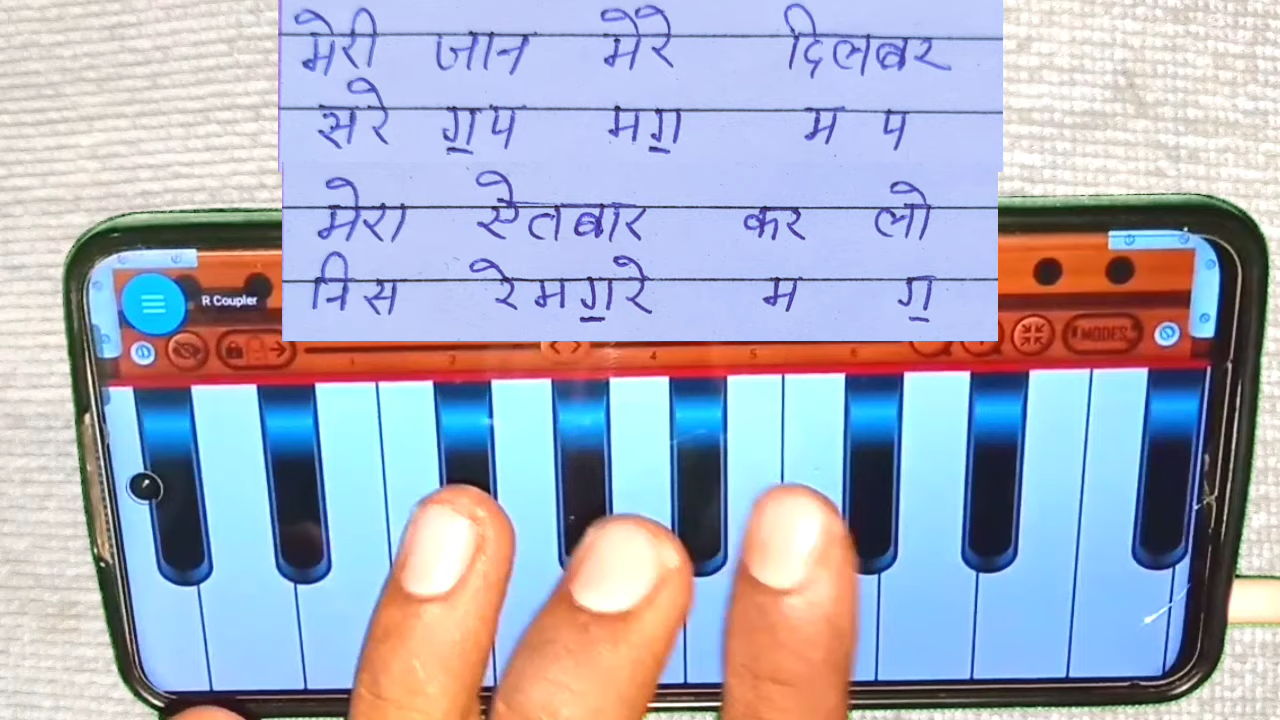 मेरी जान मेरे दिलबर
सरे ग॒प मग॒ म प
मेरा ऐतबार कर लो
निस रेमग॒रे म ग॒
R Coupler
1 2 4 5 6
MODES